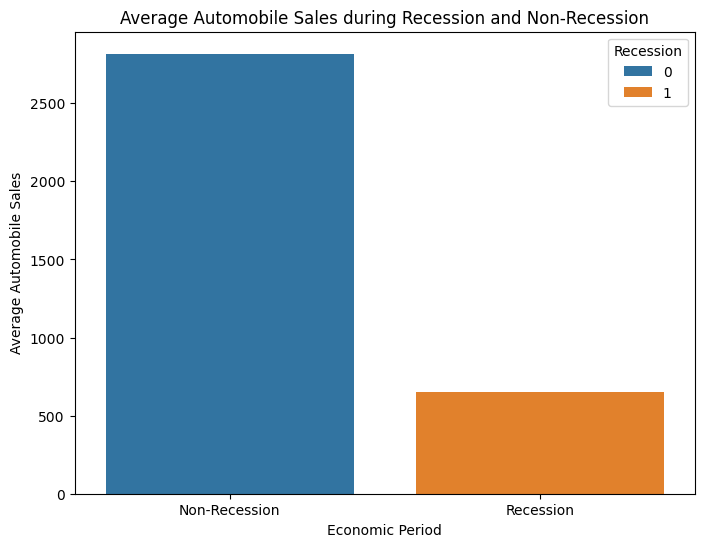 Average Automobile Sales during Recession and Non-Recession
Recession
0
1
2500
2000
1500
1000
500
0
Average Automobile Sales
Non-Recession
Recession
Economic Period